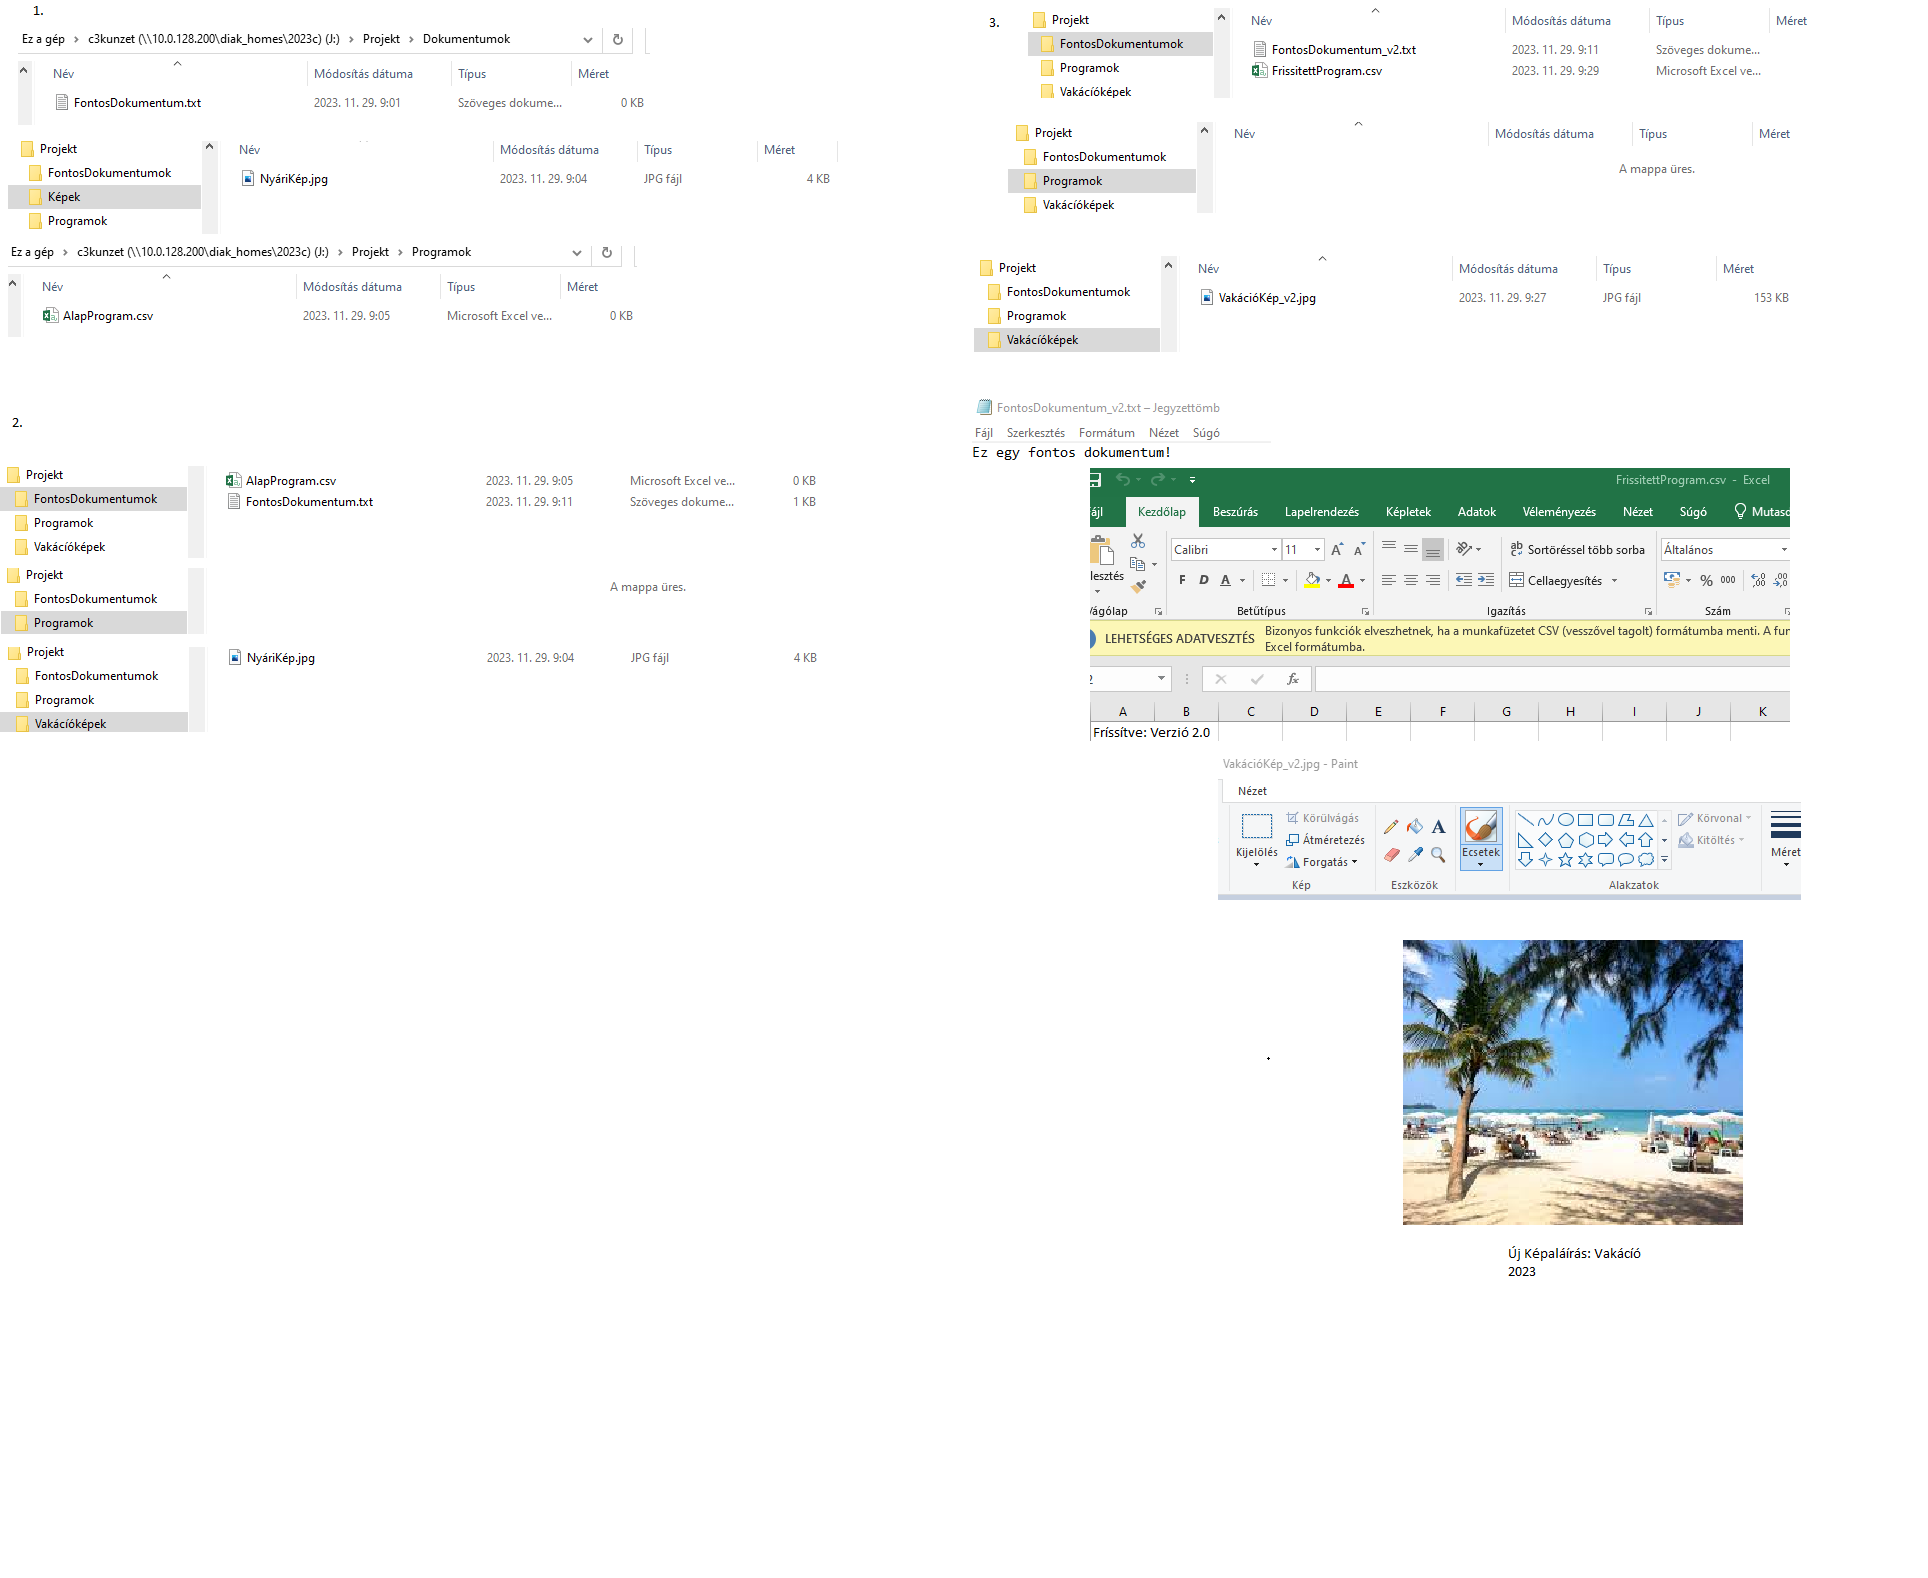 1.
Ez a gép > c3kunzet (\\10.0.128.200\diak_homes\2023c) (J:) > Projekt > Dokumentumok
Név Módosítás dátuma Típus Méret
FontosDokumentum.txt 2023. 11. 29. 9:01 Szöveges dokume... 0 KB
Projekt
FontosDokumentumok
Képek
Programok
Név Módosítás dátuma Típus Méret
NyáriKép.jpg 2023. 11. 29. 9:04 JPG fájl 4 KB
Ez a gép > c3kunzet (\\10.0.128.200\diak_homes\2023c) (J:) > Projekt > Programok
Név Módosítás dátuma Típus Méret
AlapProgram.csv 2023. 11. 29. 9:05 Microsoft Excel ve... 0 KB
2.
Projekt
FontosDokumentumok
Programok
Vakácíóképek
AlapProgram.csv 2023. 11. 29. 9:05 Microsoft Excel ve... 0 KB
FontosDokumentum.txt 2023. 11. 29. 9:11 Szöveges dokume... 1 KB
Projekt
FontosDokumentumok
Programok
A mappa üres.
Projekt
FontosDokumentumok
Programok
Vakácíóképek
NyáriKép.jpg 2023. 11. 29. 9:04 JPG fájl 4 KB
3.
Projekt
FontosDokumentumok
Programok
Vakácíóképek
Név Módosítás dátuma Típus Méret
FontosDokumentum_v2.txt 2023. 11. 29. 9:11 Szöveges dokume...
FrissitettProgram.csv 2023. 11. 29. 9:29 Microsoft Excel ve...
Projekt
FontosDokumentumok
Programok
Vakácíóképek
Név Módosítás dátuma Típus Méret
A mappa üres.
Projekt
FontosDokumentumok
Programok
Vakácíóképek
Név Módosítás dátuma Típus Méret
VakációKép_v2.jpg 2023. 11. 29. 9:27 JPG fájl 153 KB
FontosDokumentum_v2.txt – Jegyzettömb
Fájl Szerkesztés Formátum Nézet Súgó
Ez egy fontos dokumentum!
FrissitettProgram.csv - Excel
ájl Kezdőlap Beszúrás Lapelrendezés Képletek Adatok Véleményezés Nézet Súgó Mutasd
Calibri 11 A A ab Sortöréssel több sorba Általános
lesztés F D A A Cellaegyesítés % 000 ,00
ágólap Betűtípus Igazítás Szám
LEHETSÉGES ADATVESZTÉS Bizonyos funkciók elveszhetnek, ha a munkafüzetet CSV (vesszővel tagolt) formátumba menti. A fun
Excel formátumba.
2 fx
A B C D E F G H I J K
Fríssítve: Verzió 2.0
VakációKép_v2.jpg - Paint
Nézet
Kijelölés
Körülvágás
Átméretezés
Forgatás
Kép
A
Eszközök
Ecsetek
Körvonal
Kitöltés
Alakzatok
Méret
Új Képaláírás: Vakácíó
2023